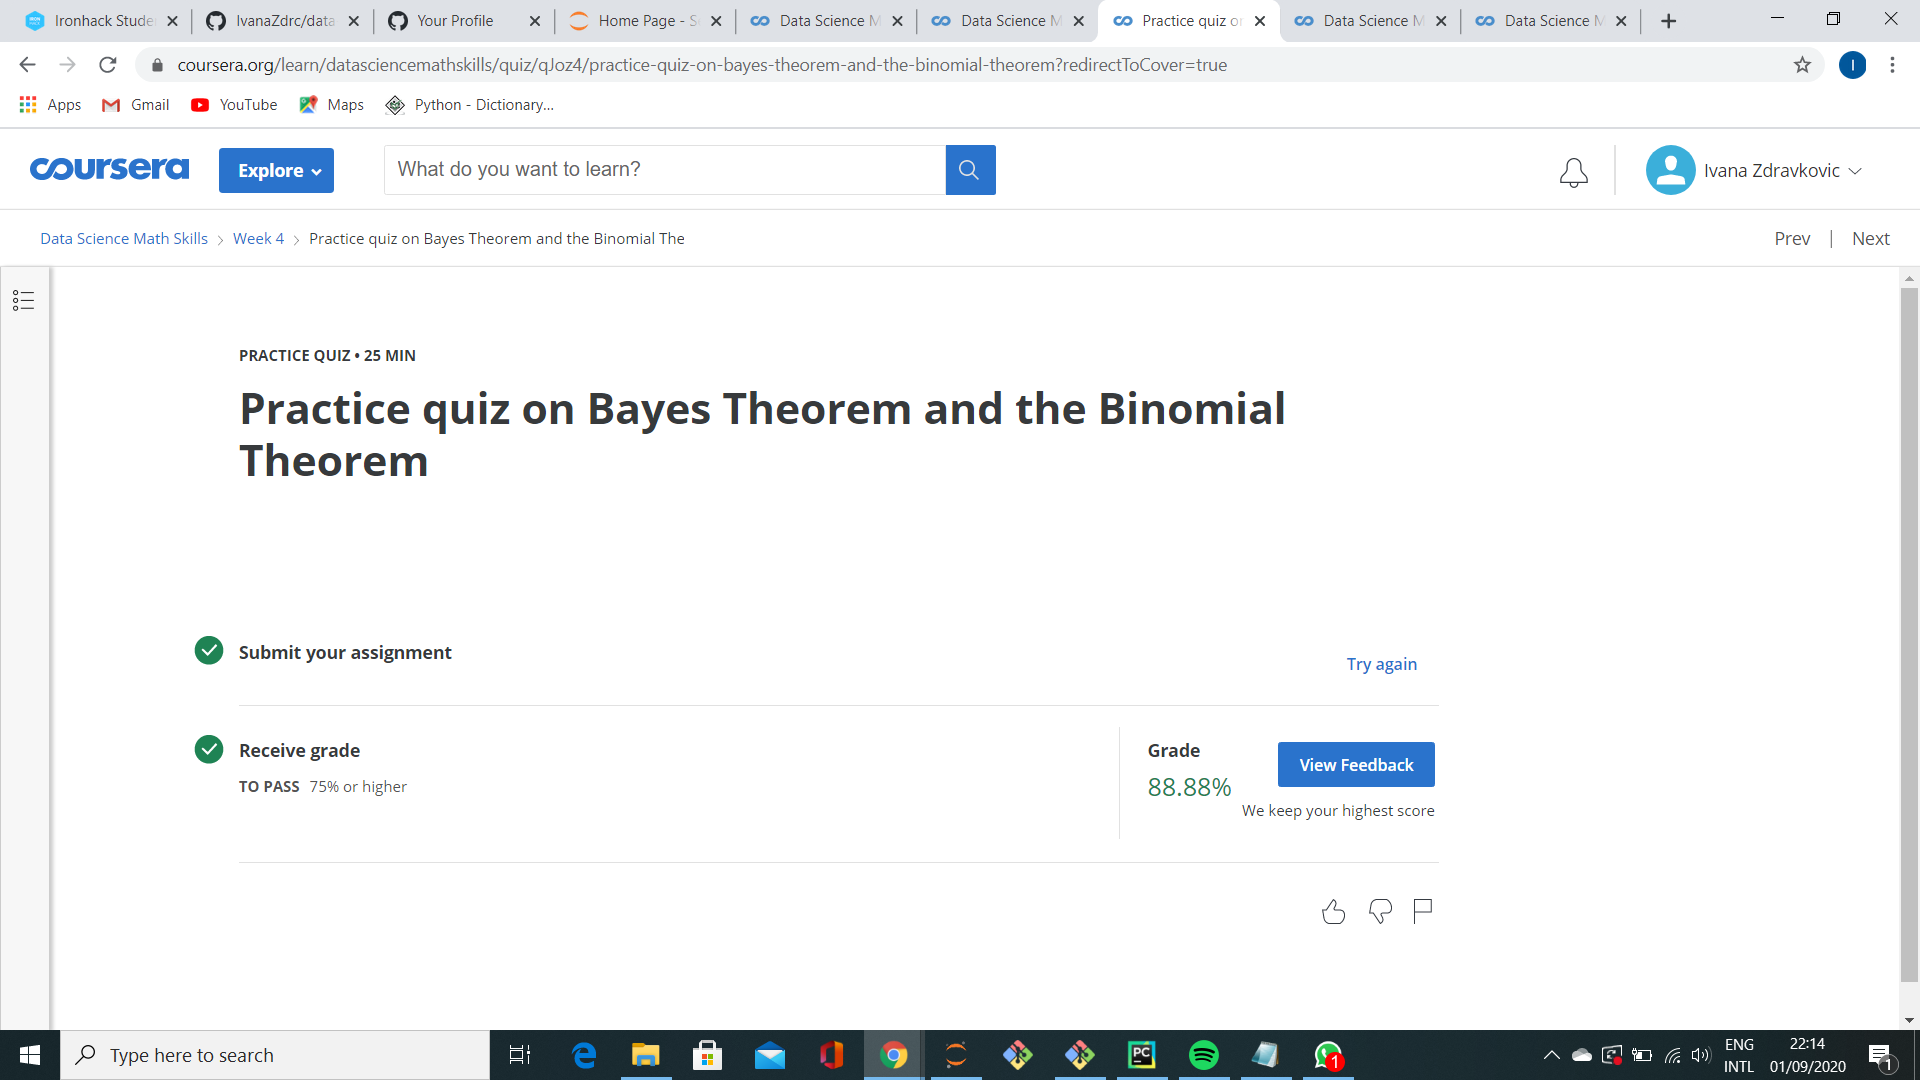 Ironhack Stude
IvanaZdrc/data
Your Profile
Home Page - S
Data Science M
Data Science M
Practice quiz o
Data Science M
Data Science M
coursera.org/learn/datasciencemathskills/quiz/qJoz4/practice-quiz-on-bayes-theorem-and-the-binomial-theorem?redirectToCover=true
I
Apps
Gmail
YouTube
Maps
Python - Dictionary...
coursera
Explore
What do you want to learn?
Ivana Zdravkovic
Data Science Math Skills
Week 4
Practice quiz on Bayes Theorem and the Binomial The
Prev
Next
PRACTICE QUIZ • 25 MIN
Practice quiz on Bayes Theorem and the Binomial
Theorem
Submit your assignment
Try again
Receive grade
TO PASS 75% or higher
Grade
88.88%
View Feedback
We keep your highest score
Type here to search
PC
1
ENG
INTL
22:14
01/09/2020
1